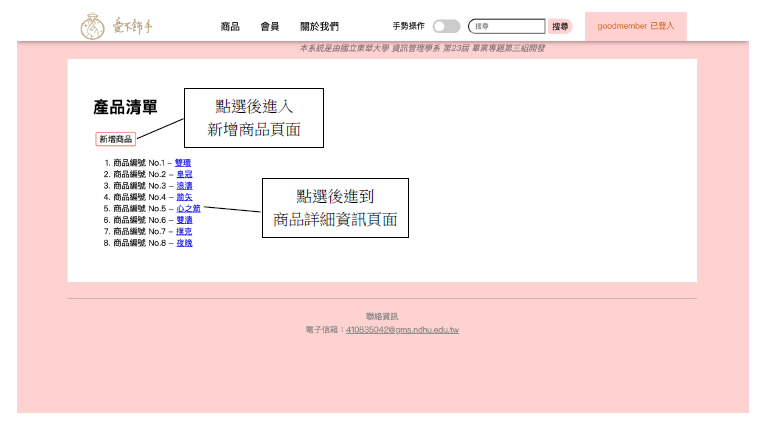 愛不飾手
商品 會員 關於我們 手勢操作 搜尋 搜尋 goodmember 已登入
本系統是由國立東華大學 資訊管理學系 第23屆 畢業專題第三組開發
產品清單
點選後進入
新增商品頁面
新增商品
1. 商品編號 No.1 – 雙環
2. 商品編號 No.2 – 皇冠
3. 商品編號 No.3 – 浪濤
4. 商品編號 No.4 – 箭矢
5. 商品編號 No.5 – 心之箭
6. 商品編號 No.6 – 雙濤
7. 商品編號 No.7 – 撲克
8. 商品編號 No.8 – 夜晚
點選後進到
商品詳細資訊頁面
聯絡資訊
電子信箱：410835042@gms.ndhu.edu.tw